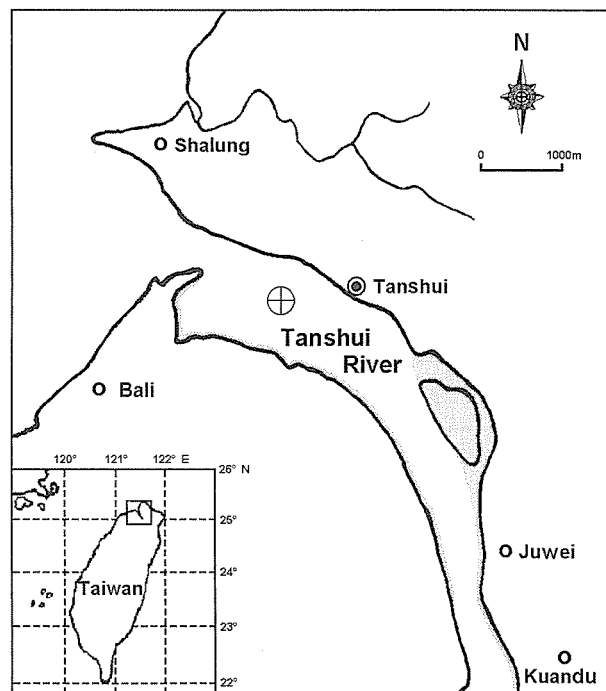 N
0 1000m
Shalung
Tanshui
Tanshui
River
Bali
120° 121° 122° E
26° N
25°
Taiwan
24°
23°
22°
Juwei
Kuandu